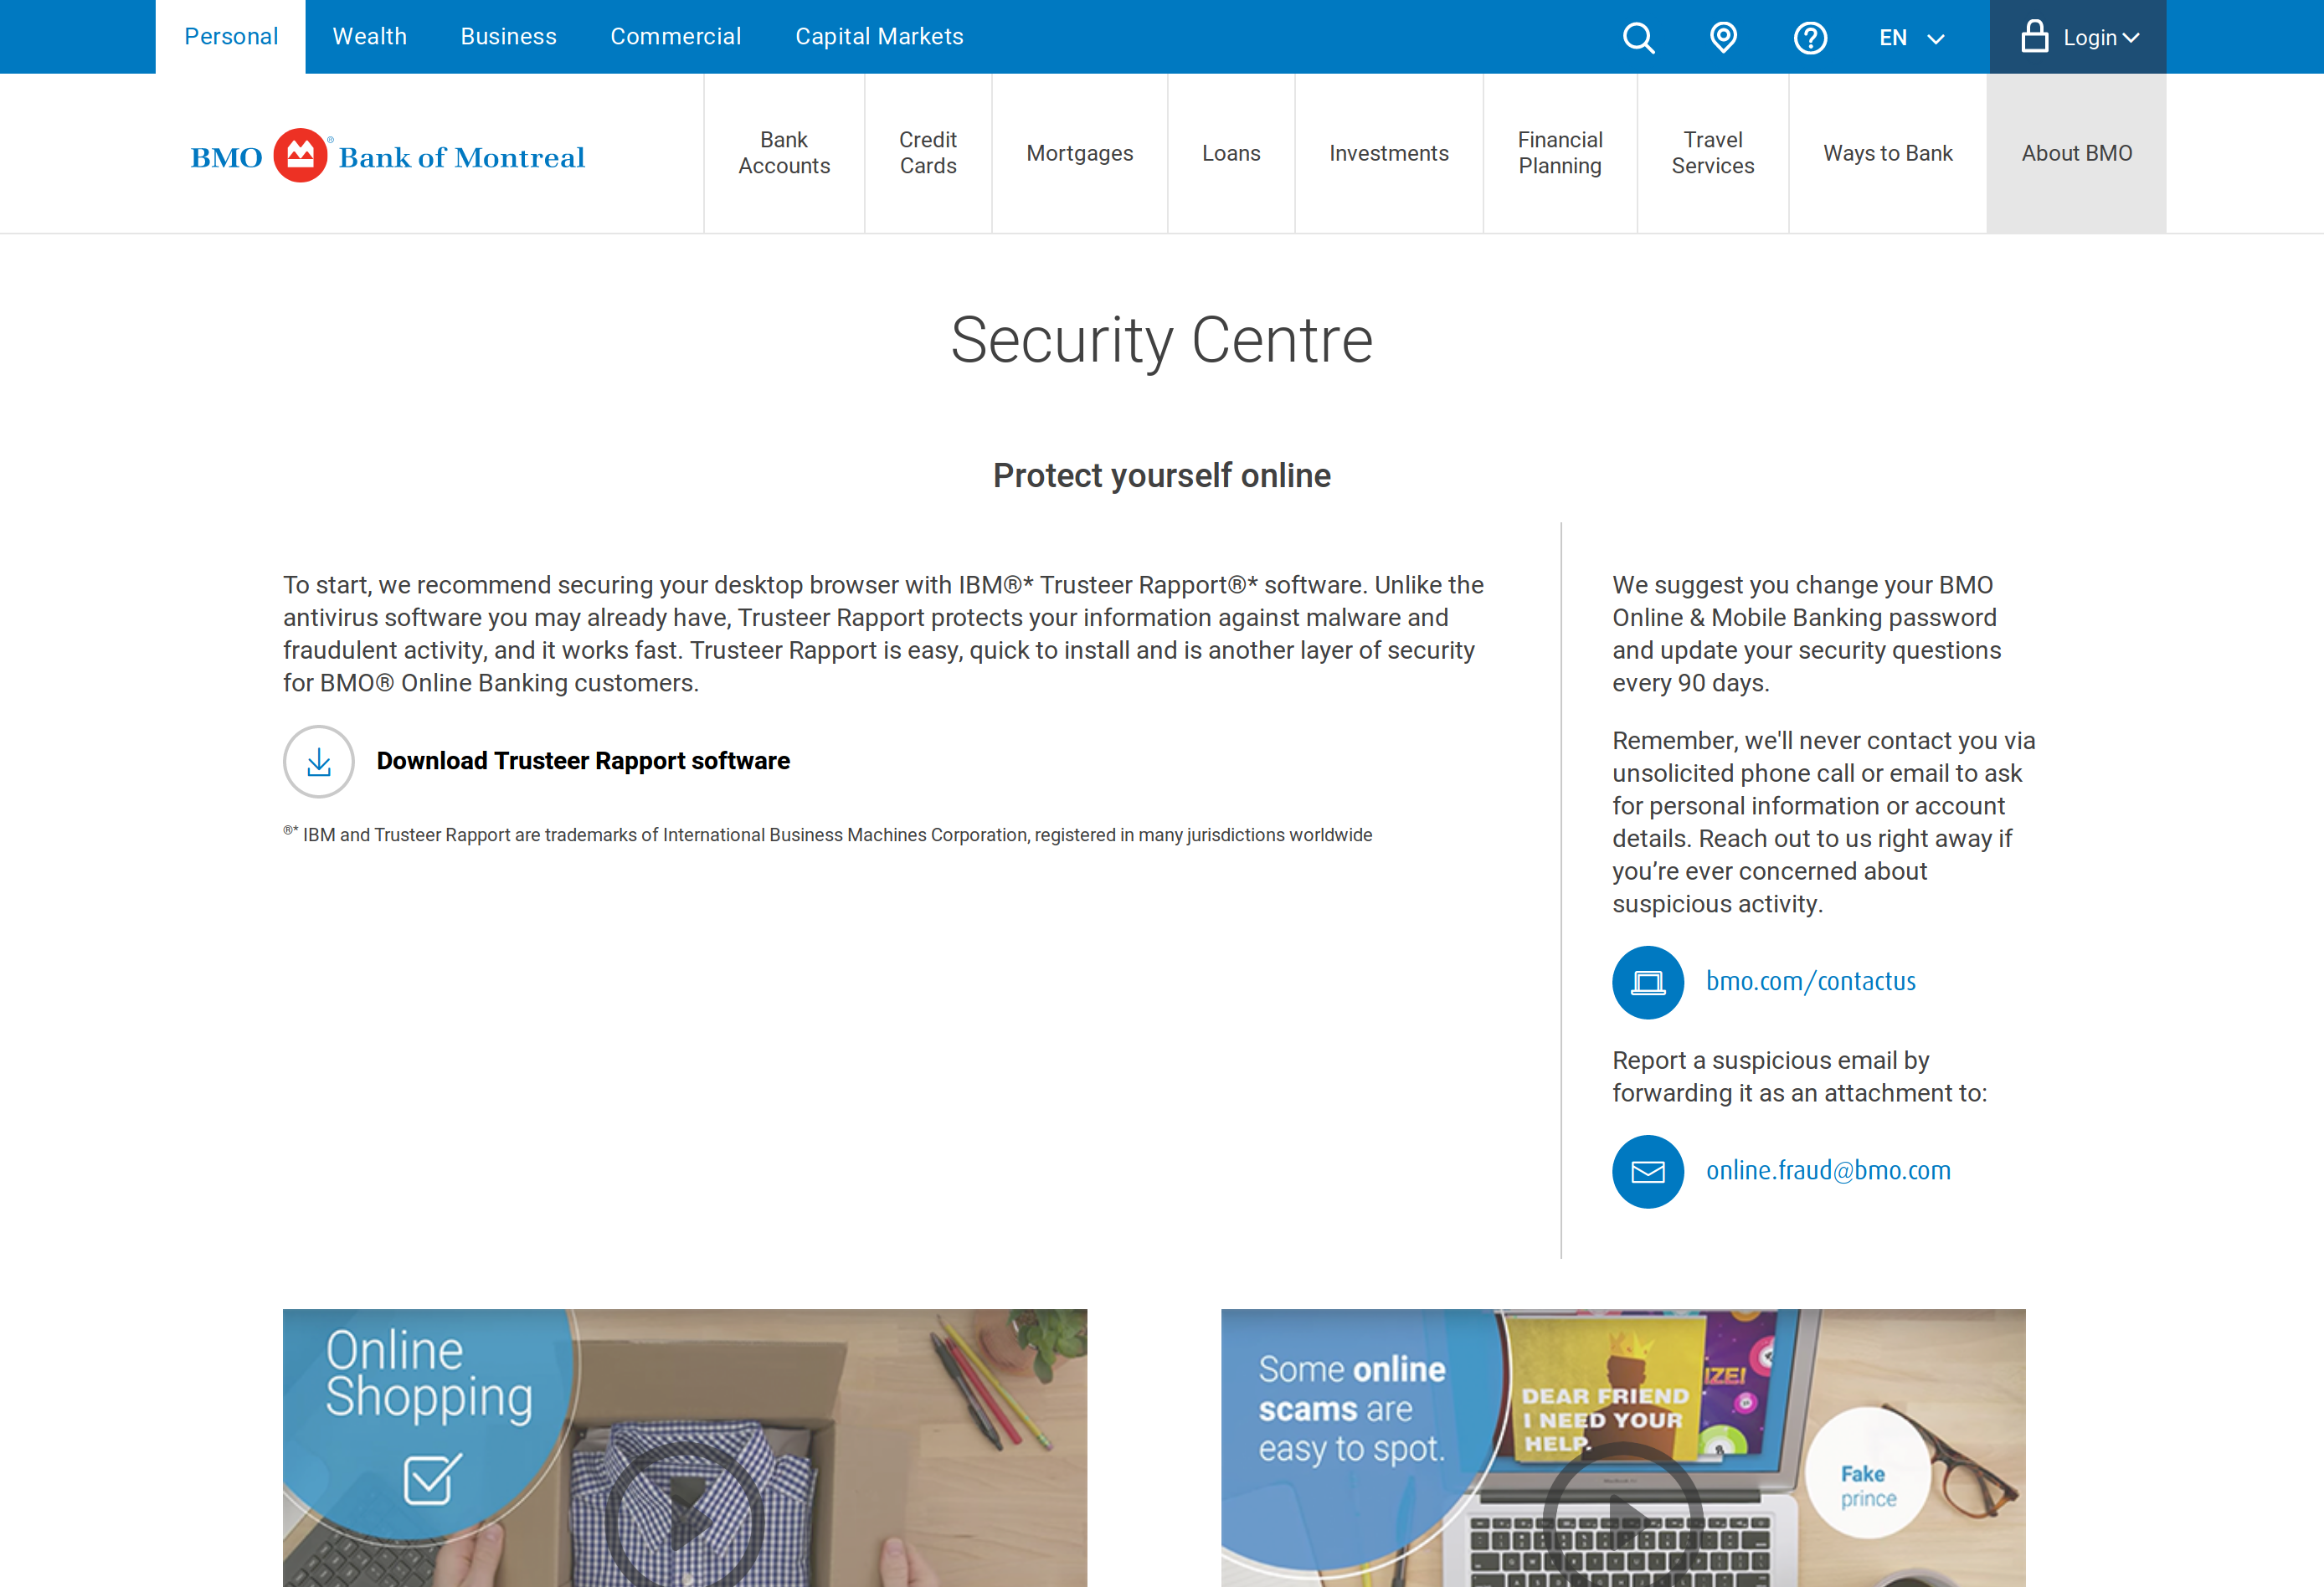 Personal
Wealth
Business
Commercial
Capital Markets
EN
Login
BMO Bank of Montreal®
Bank
Accounts
Credit
Cards
Mortgages
Loans
Investments
Financial
Planning
Travel
Services
Ways to Bank
About BMO
Security Centre
Protect yourself online
To start, we recommend securing your desktop browser with IBM®* Trusteer Rapport®* software. Unlike the
antivirus software you may already have, Trusteer Rapport protects your information against malware and
fraudulent activity, and it works fast. Trusteer Rapport is easy, quick to install and is another layer of security
for BMO® Online Banking customers.
Download Trusteer Rapport software
®* IBM and Trusteer Rapport are trademarks of International Business Machines Corporation, registered in many jurisdictions worldwide
We suggest you change your BMO
Online & Mobile Banking password
and update your security questions
every 90 days.
Remember, we'll never contact you via
unsolicited phone call or email to ask
for personal information or account
details. Reach out to us right away if
you’re ever concerned about
suspicious activity.
bmo.com/contactus
Report a suspicious email by
forwarding it as an attachment to:
online.fraud@bmo.com
Online
Shopping
Some online
scams are
easy to spot.
DEAR FRIEND
I NEED YOUR
HELP.
IZE!
Fake
prince